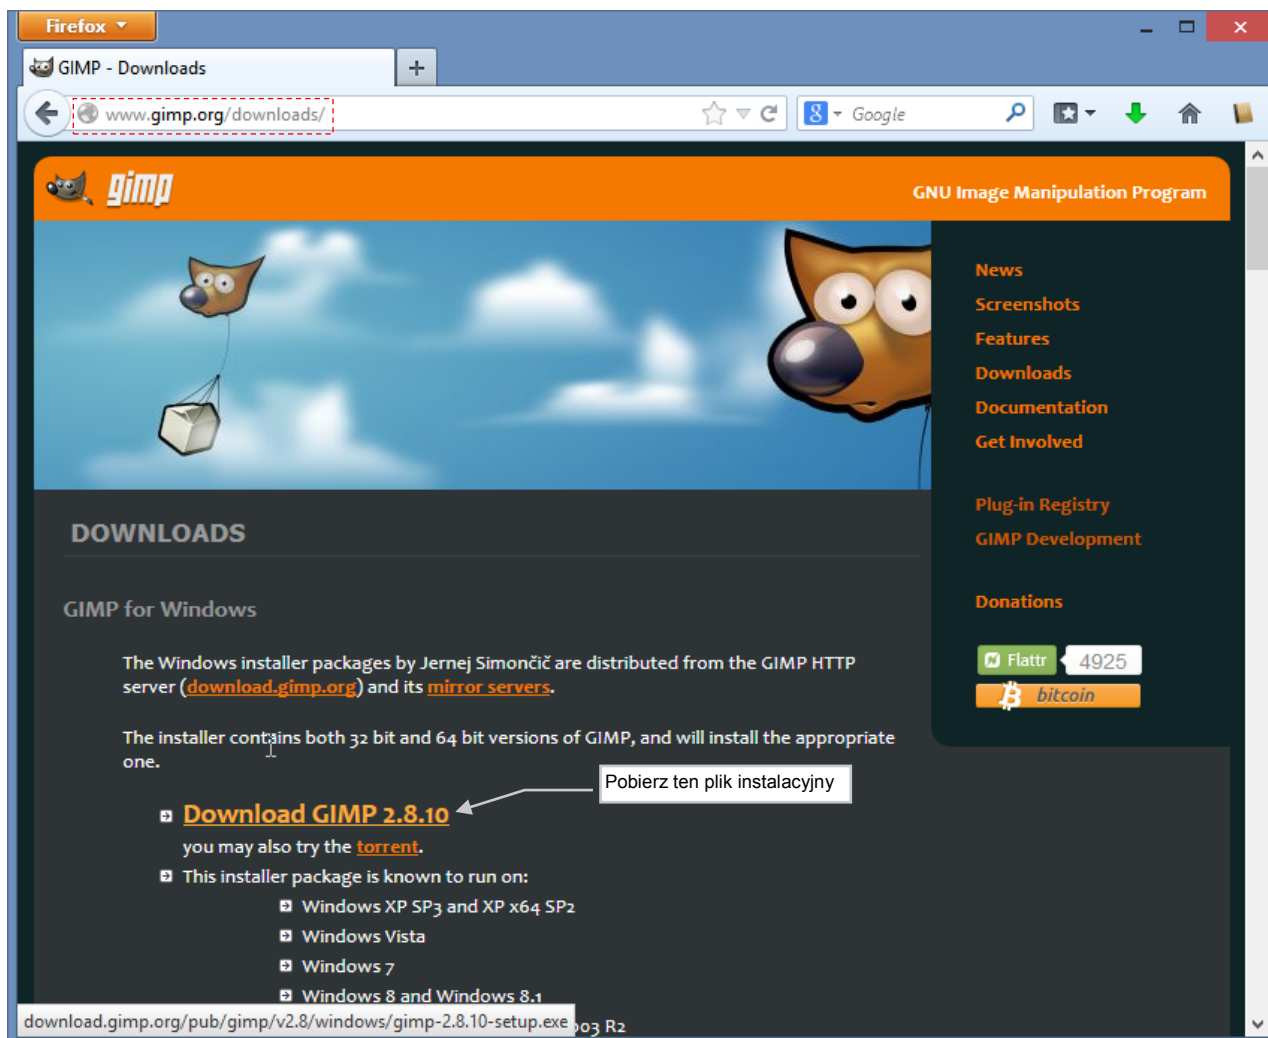 Firefox
GIMP - Downloads
www.gimp.org/downloads/
8
Google
gimp
GNU Image Manipulation Program
News
Screenshots
Features
Downloads
Documentation
Get Involved
Plug-in Registry
GIMP Development
Donations
Flattr 4925
bitcoin
DOWNLOADS
GIMP for Windows
The Windows installer packages by Jernej Simončič are distributed from the GIMP HTTP
server (download.gimp.org) and its mirror servers.
The installer contains both 32 bit and 64 bit versions of GIMP, and will install the appropriate
one.
Pobierz ten plik instalacyjny
Download GIMP 2.8.10
you may also try the torrent.
This installer package is known to run on:
Windows XP SP3 and XP x64 SP2
Windows Vista
Windows 7
Windows 8 and Windows 8.1
download.gimp.org/pub/gimp/v2.8/windows/gimp-2.8.10-setup.exe
R2